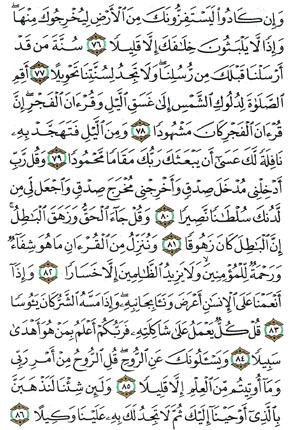 وَإِن كَادُوا۟ لَيَسْتَفِزُّونَكَ مِنَ ٱلْأَرْضِ لِيُخْرِجُوكَ مِنْهَا ۖ
وَإِذًا لَّا يَلْبَثُونَ خِلَـٰفَكَ إِلَّا قَلِيلًا ٧٦ سُنَّةَ مَن قَدْ
أَرْسَلْنَا قَبْلَكَ مِن رُّسُلِنَا ۖ وَلَا تَجِدُ لِسُنَّتِنَا تَحْوِيلًا ٧٧ أَقِمِ
ٱلصَّلَوٰةَ لِدُلُوكِ ٱلشَّمْسِ إِلَىٰ غَسَقِ ٱلَّيْلِ وَقُرْءَانَ ٱلْفَجْرِ ۖ إِنَّ
قُرْءَانَ ٱلْفَجْرِ كَانَ مَشْهُودًا ٧٨ وَمِنَ ٱلَّيْلِ فَتَهَجَّدْ بِهِۦ
نَافِلَةً لَّكَ عَسَىٰٓ أَن يَبْعَثَكَ رَبُّكَ مَقَامًا مَّحْمُودًا ٧٩ وَقُل رَّبِّ
أَدْخِلْنِى مُدْخَلَ صِدْقٍ وَأَخْرِجْنِى مُخْرَجَ صِدْقٍ وَٱجْعَل لِّى مِن
لَّدُنكَ سُلْطَـٰنًا نَّصِيرًا ٨٠ وَقُلْ جَآءَ ٱلْحَقُّ وَزَهَقَ ٱلْبَـٰطِلُ ۚ
إِنَّ ٱلْبَـٰطِلَ كَانَ زَهُوقًا ٨١ وَنُنَزِّلُ مِنَ ٱلْقُرْءَانِ مَا هُوَ شِفَآءٌ
وَرَحْمَةٌ لِّلْمُؤْمِنِينَ ۙ وَلَا يَزِيدُ ٱلظَّـٰلِمِينَ إِلَّا خَسَارًا ٨٢ وَإِذَآ
أَنْعَمْنَا عَلَى ٱلْإِنسَـٰنِ أَعْرَضَ وَنَـَٔا بِجَانِبِهِۦ ۖ وَإِذَا مَسَّهُ ٱلشَّرُّ كَانَ يَـُٔوسًا
٨٣ قُلْ كُلٌّ يَعْمَلُ عَلَىٰ شَاكِلَتِهِۦ فَرَبُّكُمْ أَعْلَمُ بِمَنْ هُوَ أَهْدَىٰ
سَبِيلًا ٨٤ وَيَسْـَٔلُونَكَ عَنِ ٱلرُّوحِ ۖ قُلِ ٱلرُّوحُ مِنْ أَمْرِ رَبِّى
وَمَآ أُوتِيتُم مِّنَ ٱلْعِلْمِ إِلَّا قَلِيلًا ٨٥ وَلَئِن شِئْنَا لَنَذْهَبَنَّ
بِٱلَّذِىٓ أَوْحَيْنَآ إِلَيْكَ ثُمَّ لَا تَجِدُ لَكَ بِهِۦ عَلَيْنَا وَكِيلًا ٨٦